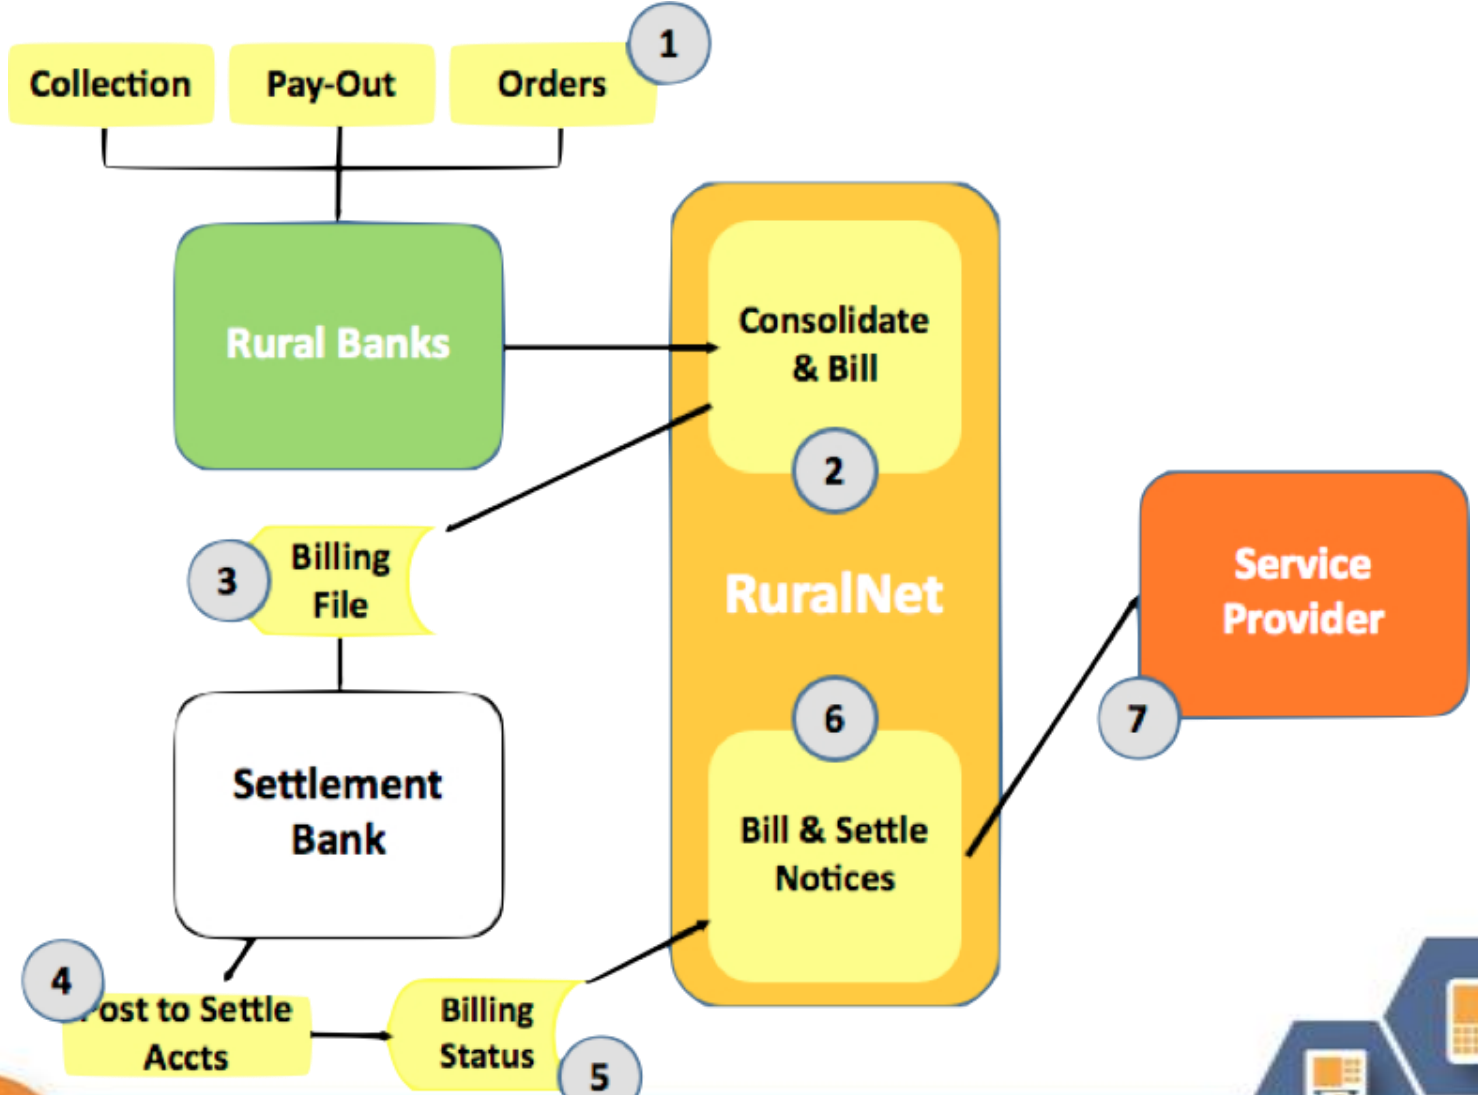 1
Collection
Pay-Out
Orders
Rural Banks
Consolidate
& Bill
2
3
Billing
File
RuralNet
Service
Provider
7
6
Settlement
Bank
Bill & Settle
Notices
4
ost to Settle
Accts
Billing
Status
5